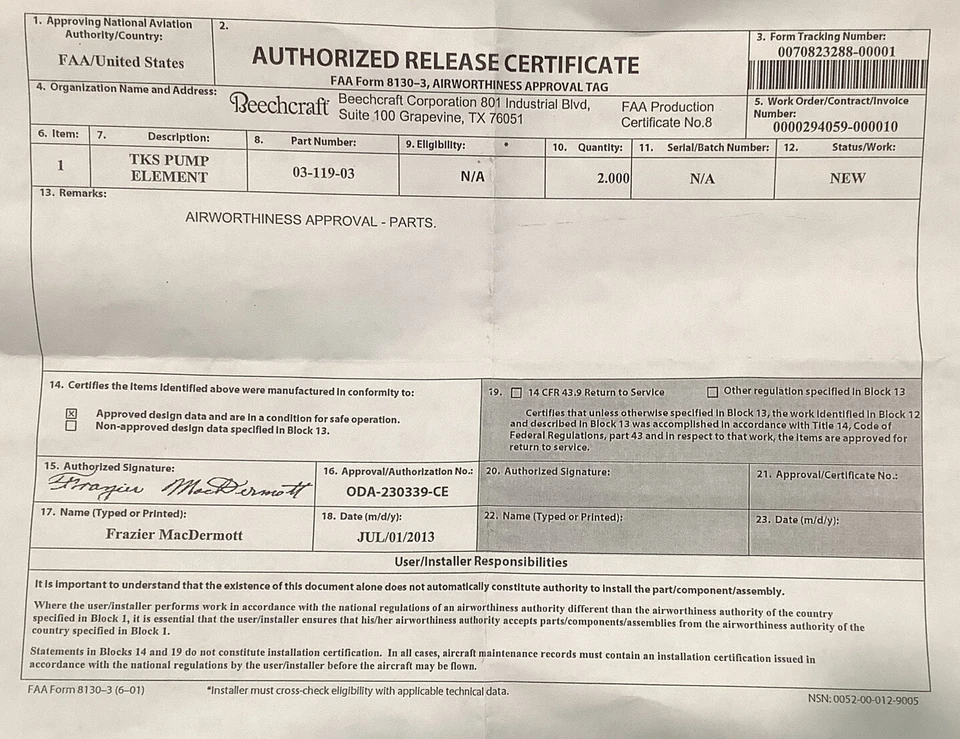 1. Approving National Aviation
Authority/Country:
FAA/United States
2.
AUTHORIZED RELEASE CERTIFICATE
FAA Form 8130–3, AIRWORTHINESS APPROVAL TAG
3. Form Tracking Number:
0070823288-00001
4. Organization Name and Address:
Beechcraft
Beechcraft Corporation 801 Industrial Blvd,
Suite 100 Grapevine, TX 76051
FAA Production
Certificate No.8
5. Work Order/Contract/Invoice
Number:
0000294059-000010
6. Item:
1
7. Description:
TKS PUMP
ELEMENT
8. Part Number:
03-119-03
9. Eligibility: *
N/A
10. Quantity:
2.000
11. Serial/Batch Number:
N/A
12. Status/Work:
NEW
13. Remarks:
AIRWORTHINESS APPROVAL - PARTS.
14. Certifies the items identified above were manufactured in conformity to:
☒ Approved design data and are in a condition for safe operation.
☐ Non-approved design data specified in Block 13.
19. ☐ 14 CFR 43.9 Return to Service ☐ Other regulation specified in Block 13
Certifies that unless otherwise specified in Block 13, the work identified in Block 12
and described in Block 13 was accomplished in accordance with Title 14, Code of
Federal Regulations, part 43 and in respect to that work, the items are approved for
return to service.
15. Authorized Signature:
Frazier MacDermott
16. Approval/Authorization No.:
ODA-230339-CE
20. Authorized Signature:
21. Approval/Certificate No.:
17. Name (Typed or Printed):
Frazier MacDermott
18. Date (m/d/y):
JUL/01/2013
22. Name (Typed or Printed):
23. Date (m/d/y):
User/Installer Responsibilities
It is important to understand that the existence of this document alone does not automatically constitute authority to install the part/component/assembly.
Where the user/installer performs work in accordance with the national regulations of an airworthiness authority different than the airworthiness authority of the country
specified in Block 1, it is essential that the user/installer ensures that his/her airworthiness authority accepts parts/components/assemblies from the airworthiness authority of the
country specified in Block 1.
Statements in Blocks 14 and 19 do not constitute installation certification. In all cases, aircraft maintenance records must contain an installation certification issued in
accordance with the national regulations by the user/installer before the aircraft may be flown.
FAA Form 8130–3 (6–01)
*Installer must cross-check eligibility with applicable technical data.
NSN: 0052-00-012-9005